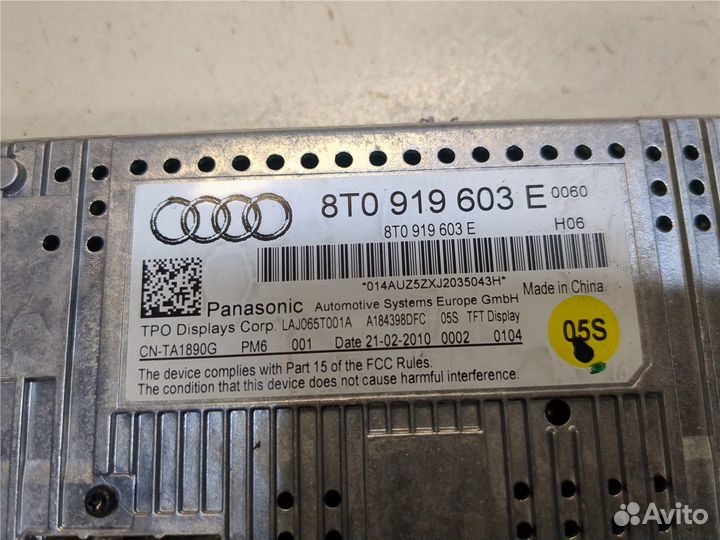 8T0 919 603 E 0060
8T0 919 603 E H06
*014AUZ5ZXJ2035043H*
Panasonic Automotive Systems Europe GmbH Made in China
TPO Displays Corp. LAJ065T001A A184398DFC 05S TFT Display
CN-TA1890G PM6 001 Date 21-02-2010 0002 0104
05S
The device complies with Part 15 of the FCC Rules.
The condition that this device does not cause harmful interference.
Avito